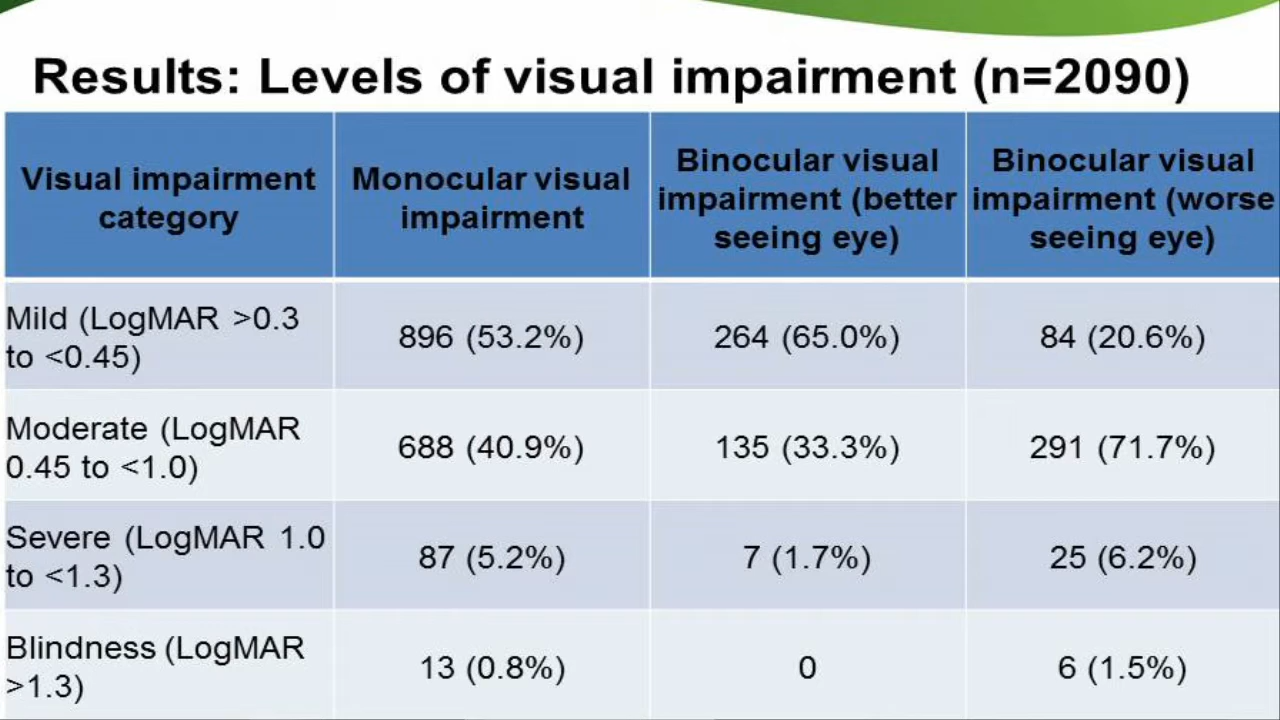 Results: Levels of visual impairment (n=2090)
Visual impairment
category
Monocular visual
impairment
Binocular visual
impairment (better
seeing eye)
Binocular visual
impairment (worse
seeing eye)
Mild (LogMAR >0.3
to <0.45)
896 (53.2%)
264 (65.0%)
84 (20.6%)
Moderate (LogMAR
0.45 to <1.0)
688 (40.9%)
135 (33.3%)
291 (71.7%)
Severe (LogMAR 1.0
to <1.3)
87 (5.2%)
7 (1.7%)
25 (6.2%)
Blindness (LogMAR
>1.3)
13 (0.8%)
0
6 (1.5%)